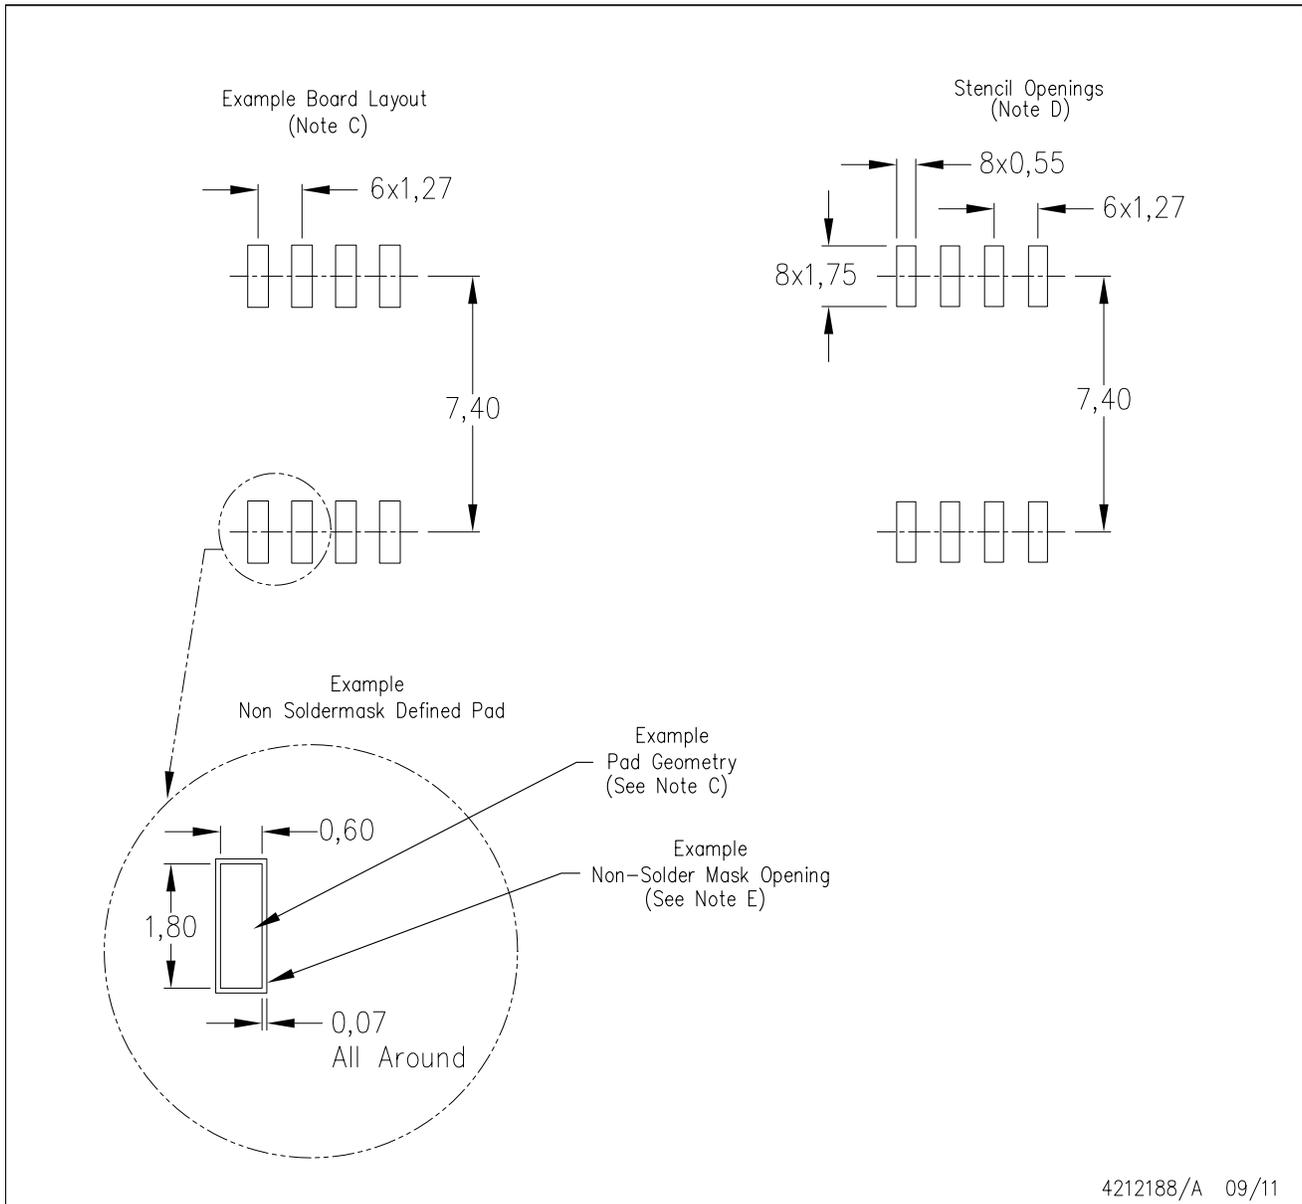 Example Board Layout
(Note C)
6x1,27
7,40
Stencil Openings
(Note D)
8x0,55
6x1,27
8x1,75
7,40
Example
Non Soldermask Defined Pad
Example
Pad Geometry
(See Note C)
0,60
Example
Non-Solder Mask Opening
(See Note E)
1,80
0,07
All Around
4212188/A 09/11